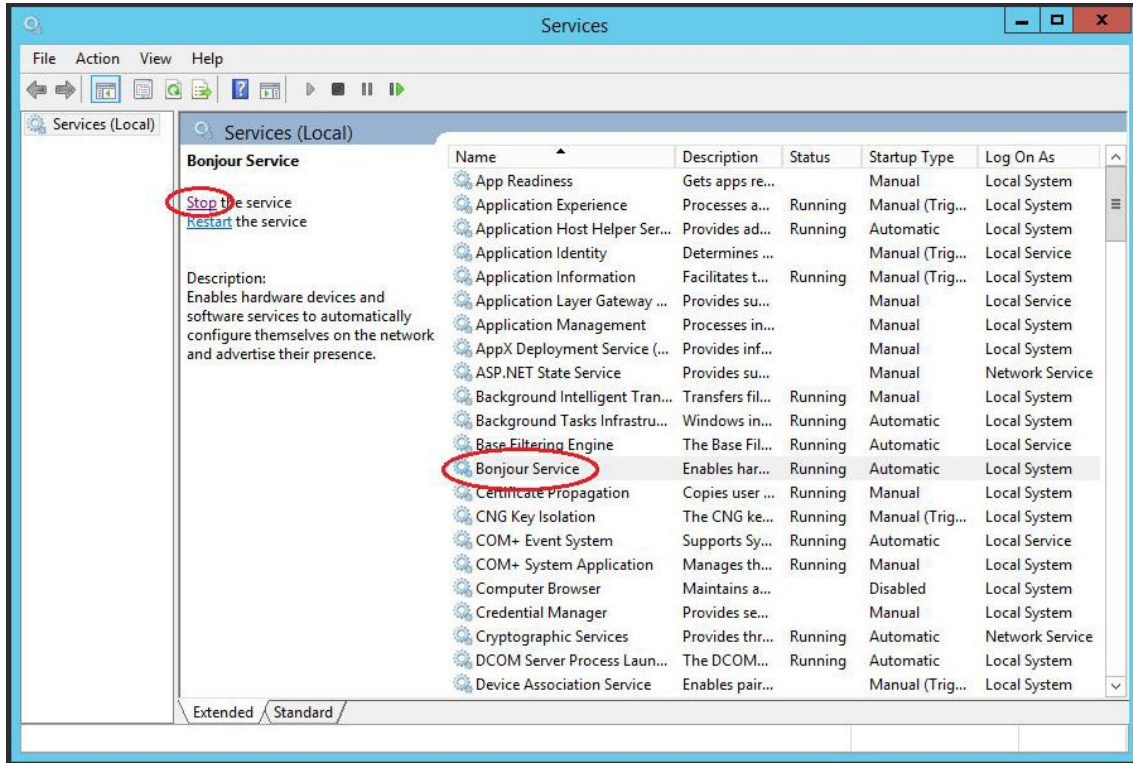 Services
File Action View Help
Services (Local)
Services (Local)
Bonjour Service
Stop the service
Restart the service
Description:
Enables hardware devices and
software services to automatically
configure themselves on the network
and advertise their presence.
Name Description Status Startup Type Log On As
App Readiness Gets apps re... Manual Local System
Application Experience Processes a... Running Manual (Trig... Local System
Application Host Helper Ser... Provides ad... Running Automatic Local System
Application Identity Determines ... Manual (Trig... Local Service
Application Information Facilitates t... Running Manual (Trig... Local System
Application Layer Gateway ... Provides su... Manual Local Service
Application Management Processes in... Manual Local System
AppX Deployment Service (... Provides inf... Manual Local System
ASP.NET State Service Provides su... Manual Network Service
Background Intelligent Tran... Transfers fil... Running Manual Local System
Background Tasks Infrastru... Windows in... Running Automatic Local System
Base Filtering Engine The Base Fil... Running Automatic Local Service
Bonjour Service Enables har... Running Automatic Local System
Certificate Propagation Copies user ... Running Manual Local System
CNG Key Isolation The CNG ke... Running Manual (Trig... Local System
COM+ Event System Supports Sy... Running Automatic Local Service
COM+ System Application Manages th... Running Manual Local System
Computer Browser Maintains a... Disabled Local System
Credential Manager Provides se... Manual Local System
Cryptographic Services Provides thr... Running Automatic Network Service
DCOM Server Process Laun... The DCOM... Running Automatic Local System
Device Association Service Enables pair... Manual (Trig... Local System
Extended Standard